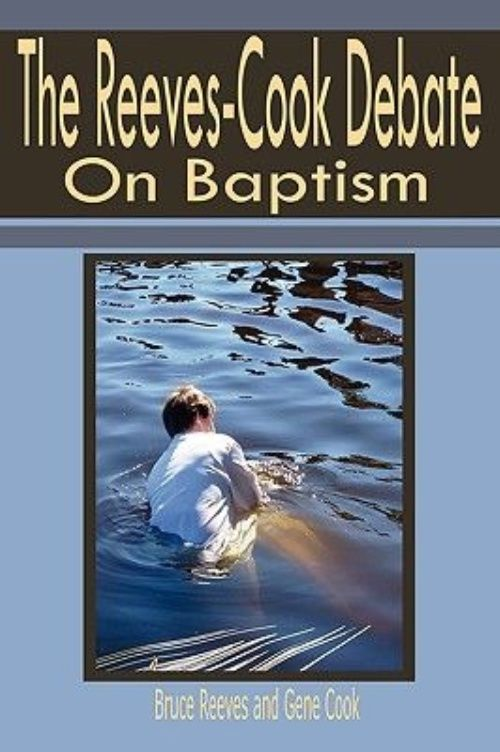 The Reeves-Cook Debate
On Baptism
Bruce Reeves and Gene Cook